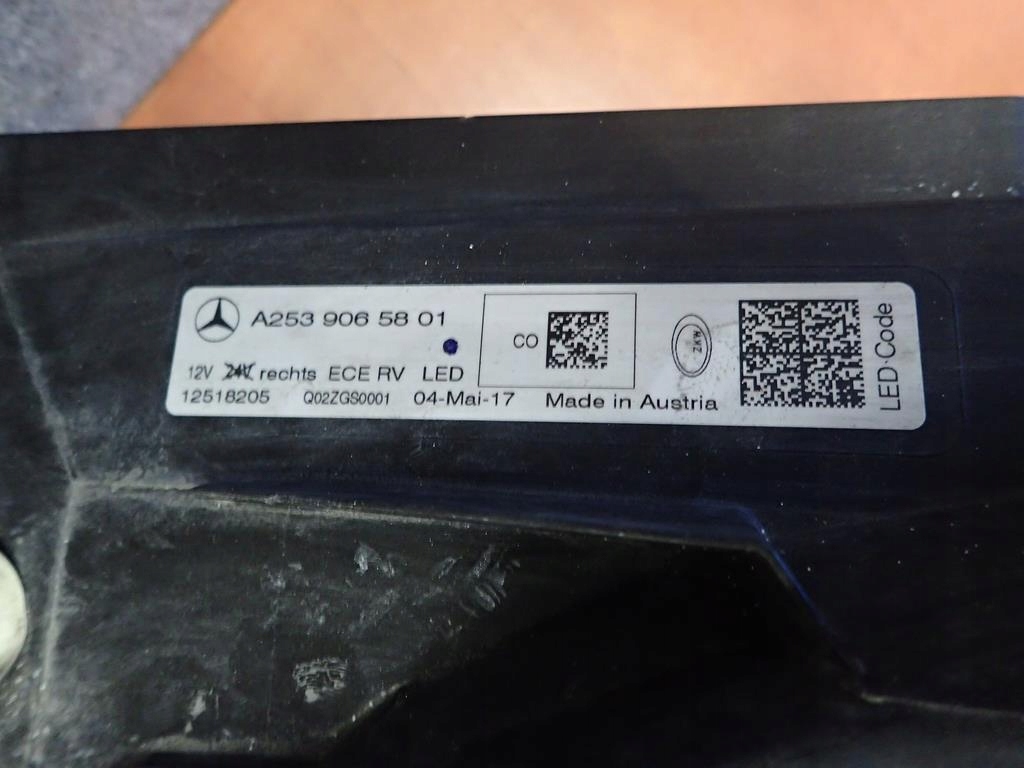 A253 906 58 01
CO
ZKW
12V 24V rechts ECE RV LED
12518205 Q02ZGS0001 04-Mai-17 Made in Austria
LED Code